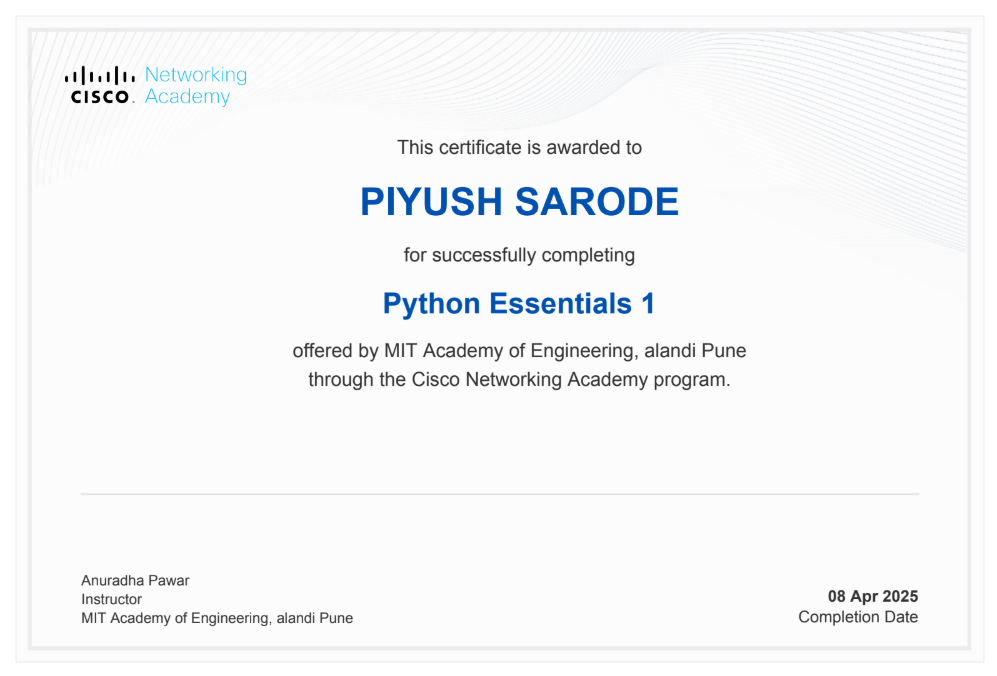 CISCO
Networking
Academy
This certificate is awarded to
PIYUSH SARODE
for successfully completing
Python Essentials 1
offered by MIT Academy of Engineering, alandi Pune
through the Cisco Networking Academy program.
Anuradha Pawar
Instructor
MIT Academy of Engineering, alandi Pune
08 Apr 2025
Completion Date